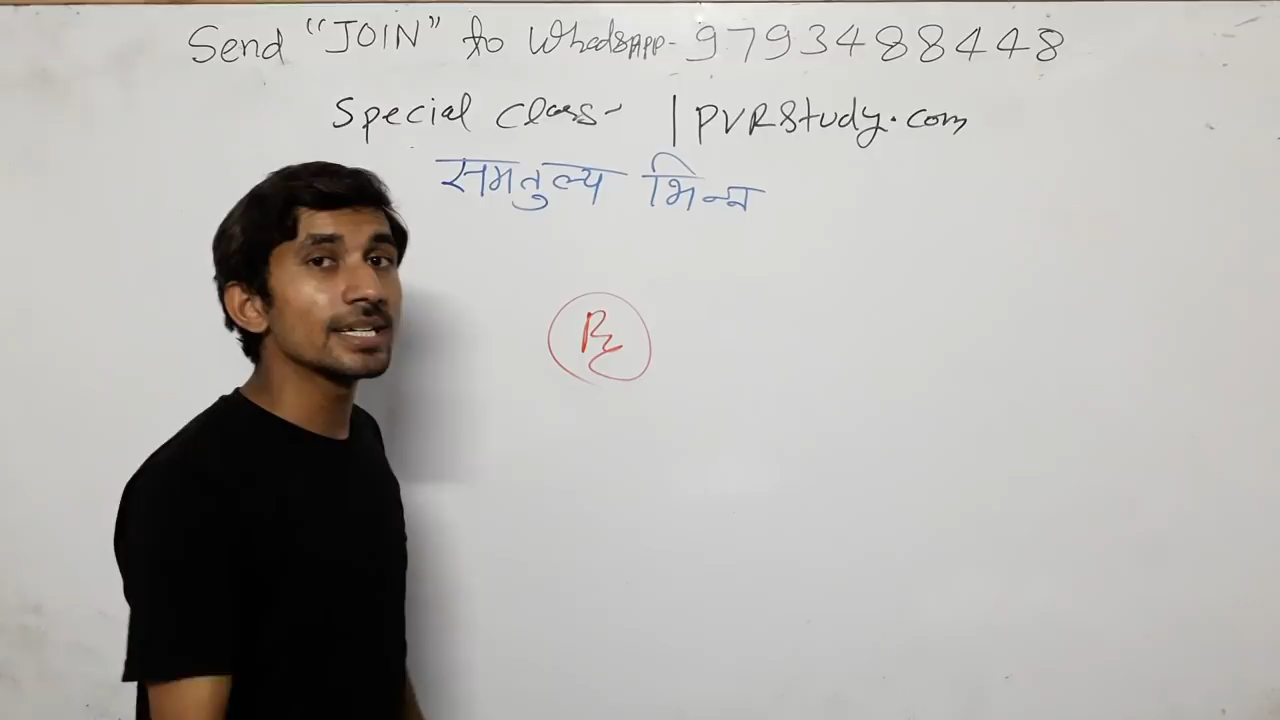 Send "JOIN" to WhatsApp- 9793488448
Special Class- | PVRStudy.com
समतुल्य भिन्न